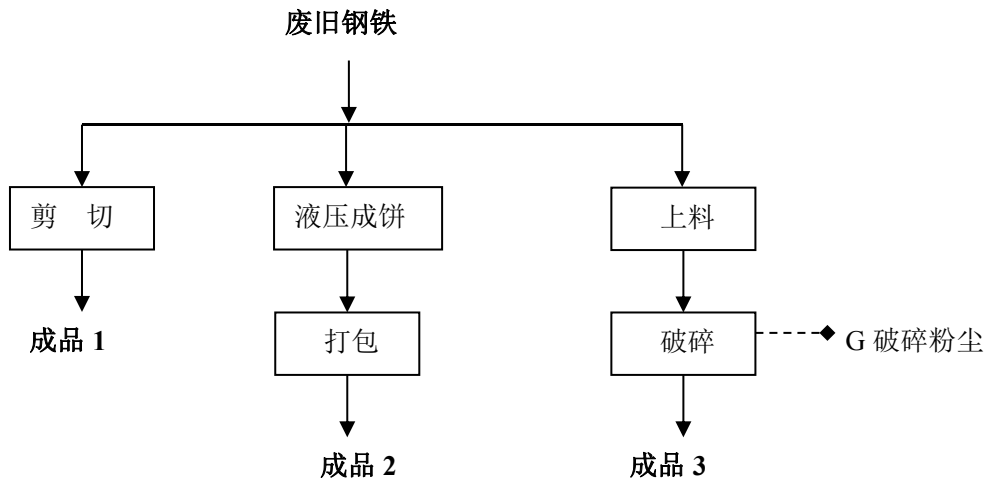 废旧钢铁
剪 切
液压成饼
上料
成品 1
打包
破碎
G 破碎粉尘
成品 2
成品 3